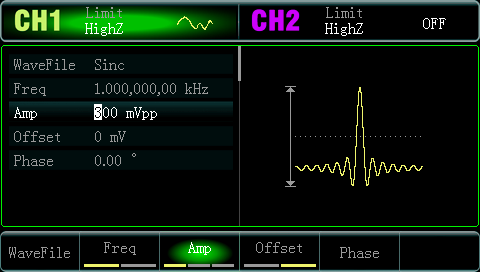 CH1 Limit HighZ
CH2 Limit HighZ OFF
WaveFile Sinc
Freq 1.000,000,00 kHz
Amp 300 mVpp
Offset 0 mV
Phase 0.00 °
WaveFile Freq Amp Offset Phase